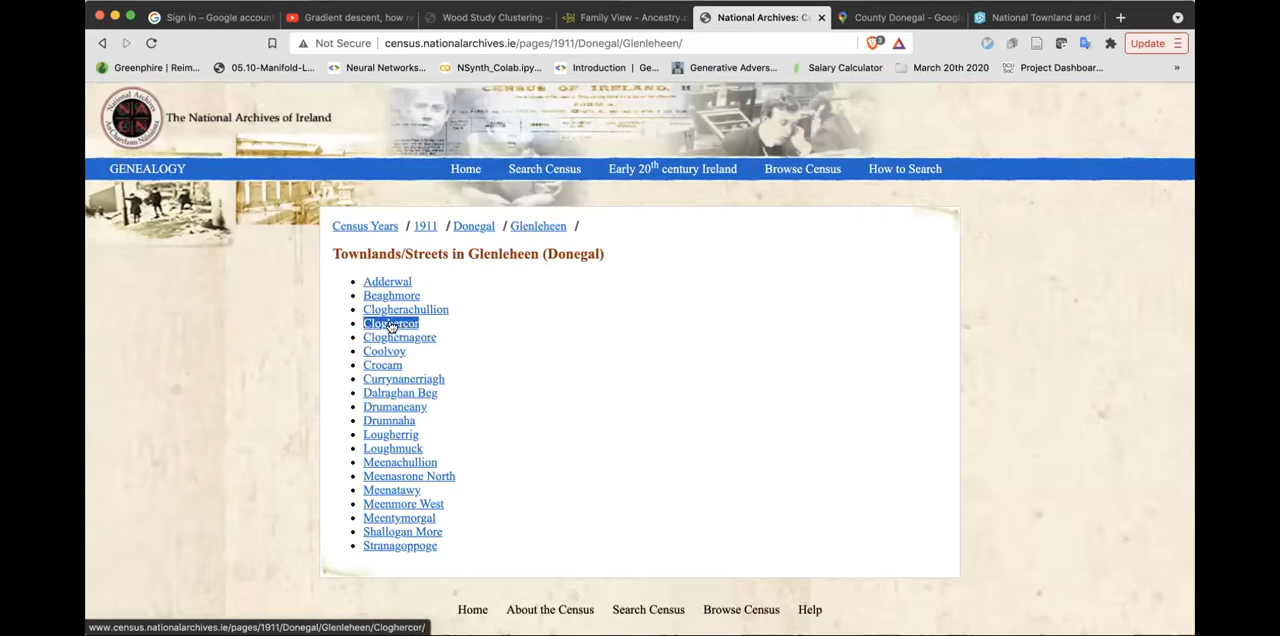 Sign in – Google accoun
Gradient descent, how n
Wood Study Clustering -
Family View - Ancestry.c
National Archives: C
County Donegal - Googl
National Townland and H
Not Secure
census.nationalarchives.ie/pages/1911/Donegal/Glenleheen/
Update
Greenphire | Reim...
05.10-Manifold-L...
Neural Networks...
NSynth_Colab.ipy...
Introduction | Ge...
Generative Advers...
Salary Calculator
March 20th 2020
Project Dashboar...
»
CENSUS OF IRELAND
The National Archives of Ireland
GENEALOGY
Home
Search Census
Early 20th century Ireland
Browse Census
How to Search
Census Years / 1911 / Donegal / Glenleheen /
Townlands/Streets in Glenleheen (Donegal)
Adderwal
Beaghmore
Clogherachullion
Cloghercor
Cloghernagore
Coolvoy
Crocam
Currynanerriagh
Dalraghan Beg
Drumaneany
Drumnaha
Lougherrig
Loughmuck
Meenachullion
Meenasrone North
Meenatawy
Meenmore West
Meentymorgal
Shallogan More
Stranagoppoge
Home
About the Census
Search Census
Browse Census
Help
www.census.nationalarchives.ie/pages/1911/Donegal/Glenleheen/Cloghercor/